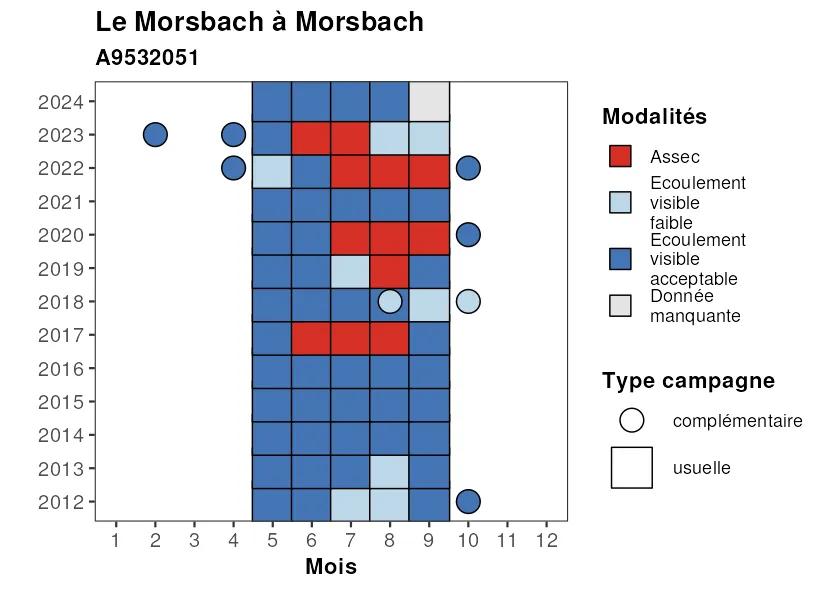 Le Morsbach à Morsbach
A9532051
2024
2023
2022
2021
2020
2019
2018
2017
2016
2015
2014
2013
2012
1 2 3 4 5 6 7 8 9 10 11 12
Mois
Modalités
Assec
Ecoulement
visible
faible
Ecoulement
visible
acceptable
Donnée
manquante
Type campagne
complémentaire
usuelle